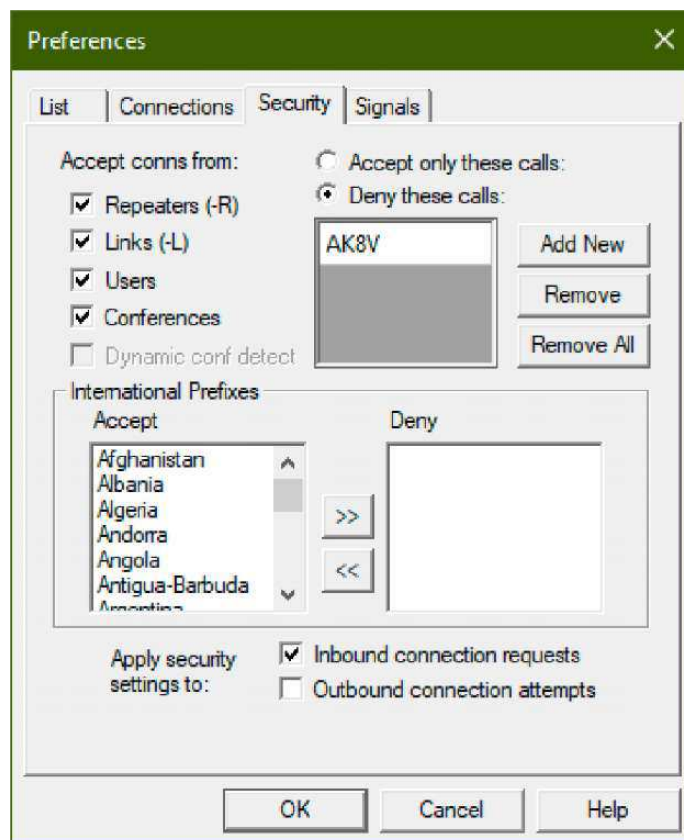 Preferences
List Connections Security Signals
Accept conns from:
Repeaters (-R)
Links (-L)
Users
Conferences
Dynamic conf detect
Accept only these calls:
Deny these calls:
AK8V
Add New
Remove
Remove All
International Prefixes
Accept
Afghanistan
Albania
Algeria
Andorra
Angola
Antigua-Barbuda
Argentina
>>
<<
Deny
Apply security
settings to:
Inbound connection requests
Outbound connection attempts
OK Cancel Help